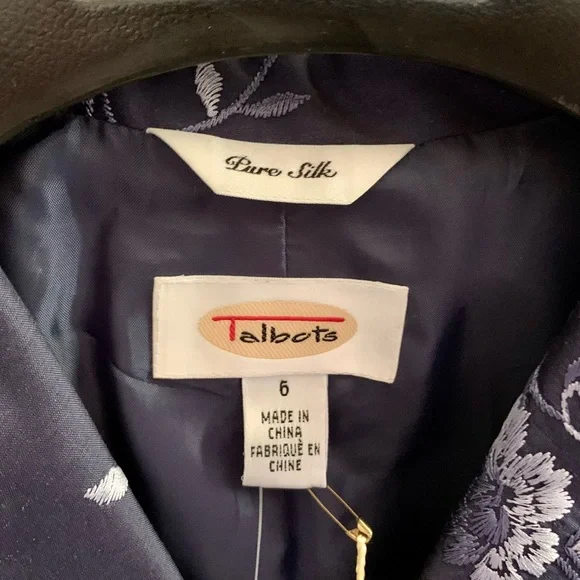 Pure Silk
Talbots
6
MADE IN
CHINA
FABRIQUÉ EN
CHINE